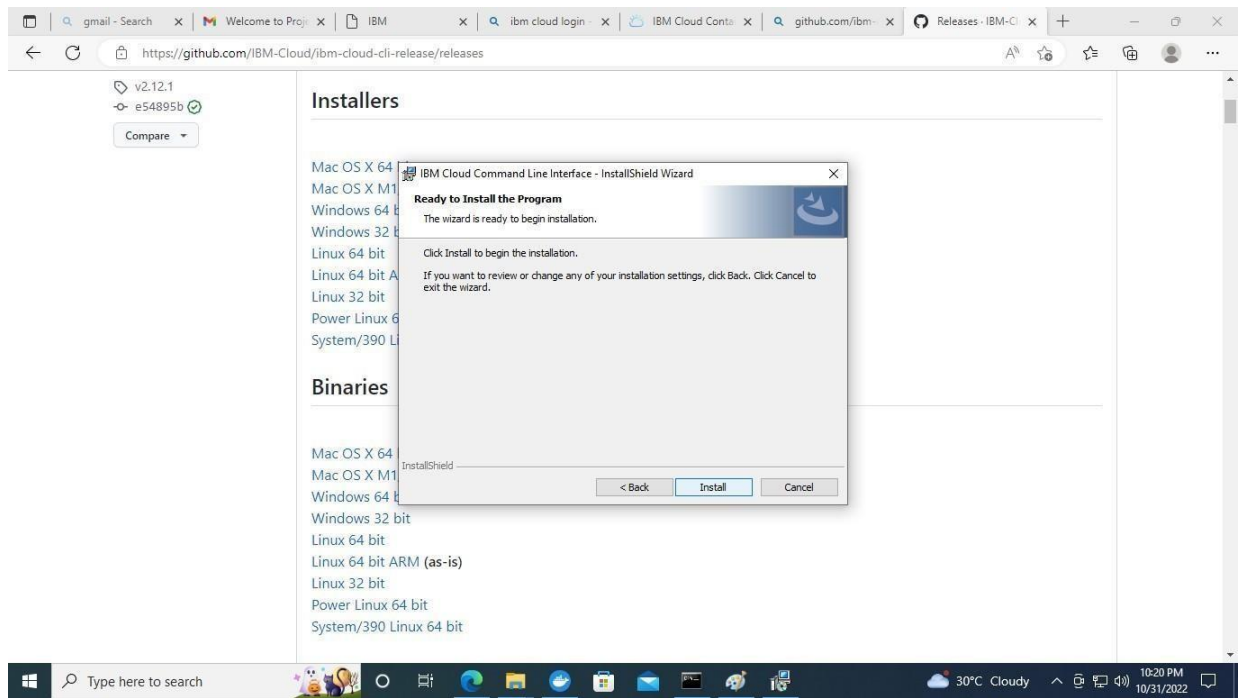 gmail - Search
Welcome to Proj
IBM
ibm cloud login -
IBM Cloud Conta
github.com/ibm-
Releases · IBM-Cl
https://github.com/IBM-Cloud/ibm-cloud-cli-release/releases
v2.12.1
e54895b
Compare
Installers
Mac OS X 64
Mac OS X M1
Windows 64 b
Windows 32 b
Linux 64 bit
Linux 64 bit A
Linux 32 bit
Power Linux 6
System/390 Li
IBM Cloud Command Line Interface - InstallShield Wizard
Ready to Install the Program
The wizard is ready to begin installation.
Click Install to begin the installation.
If you want to review or change any of your installation settings, click Back. Click Cancel to
exit the wizard.
InstallShield
< Back
Install
Cancel
Binaries
Mac OS X 64
Mac OS X M1
Windows 64 b
Windows 32 bit
Linux 64 bit
Linux 64 bit ARM (as-is)
Linux 32 bit
Power Linux 64 bit
System/390 Linux 64 bit
Type here to search
30°C Cloudy
10:20 PM
10/31/2022